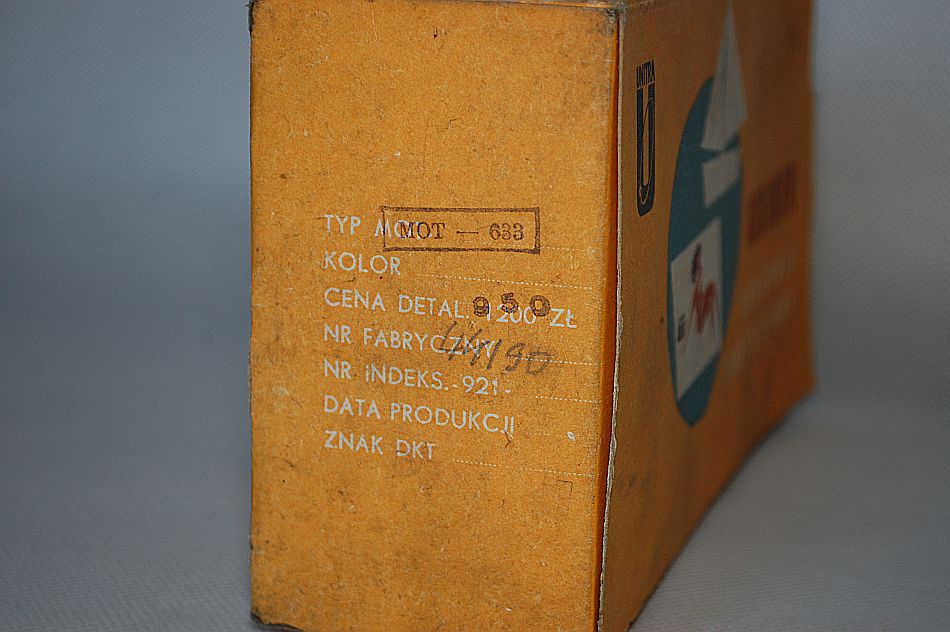 TYP MOT — 633
KOLOR
CENA DETAL. 950 1200 ZŁ
NR FABRYCZNY
NR INDEKS.-921-
DATA PRODUKCJI
ZNAK DKT
UNITRA